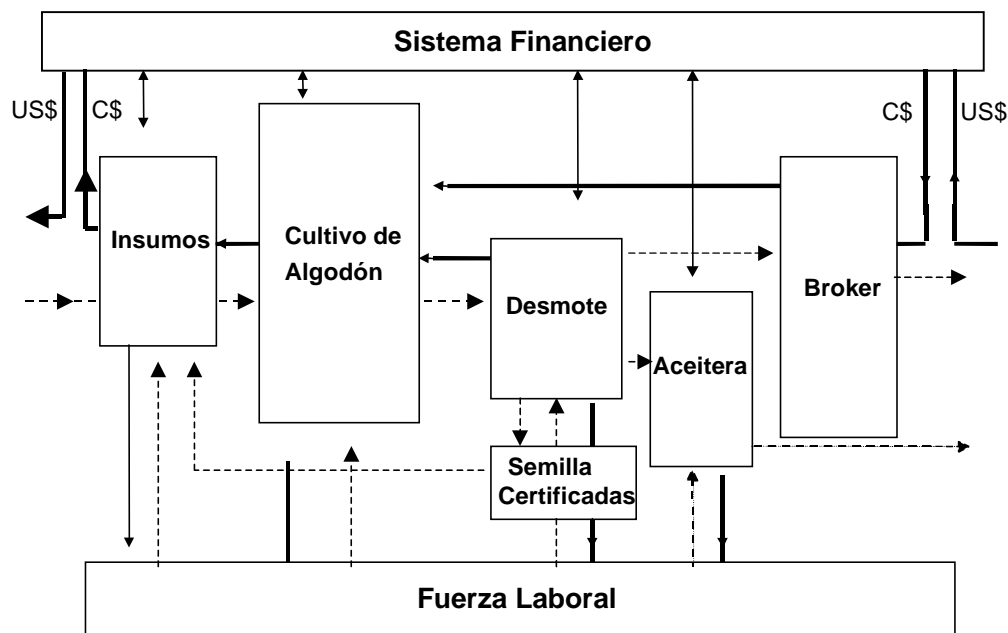 Sistema Financiero
US$ C$
C$ US$
Insumos
Cultivo de
Algodón
Desmote
Broker
Aceitera
Semilla
Certificadas
Fuerza Laboral